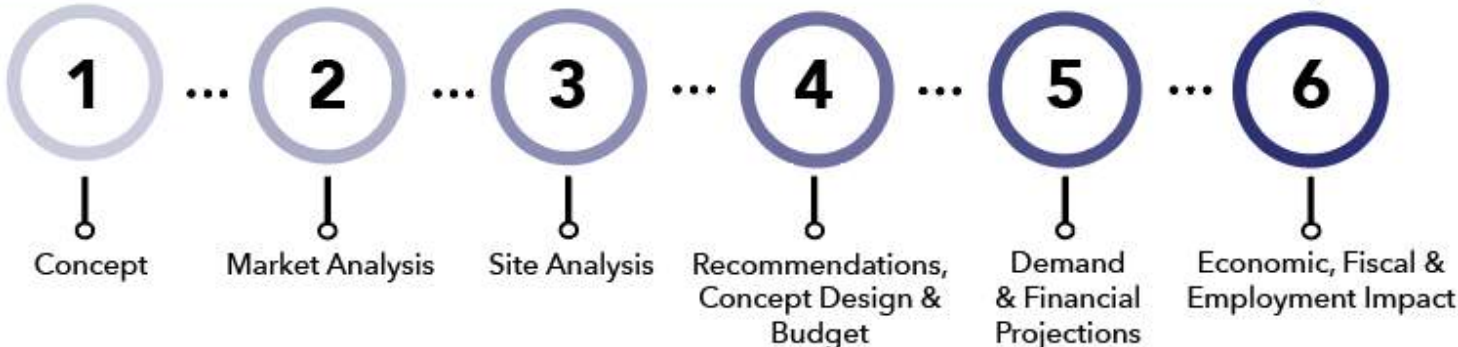 1 ... 2 ... 3 ... 4 ... 5 ... 6
Concept
Market Analysis
Site Analysis
Recommendations,
Concept Design &
Budget
Demand
& Financial
Projections
Economic, Fiscal &
Employment Impact